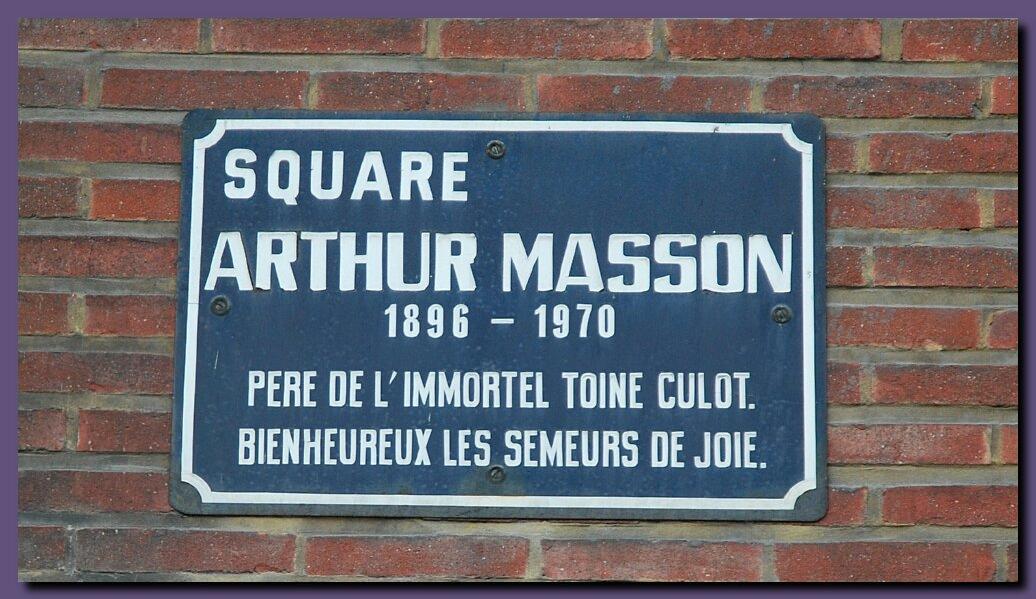 SQUARE
ARTHUR MASSON
1896 - 1970
PERE DE L'IMMORTEL TOINE CULOT.
BIENHEUREUX LES SEMEURS DE JOIE.